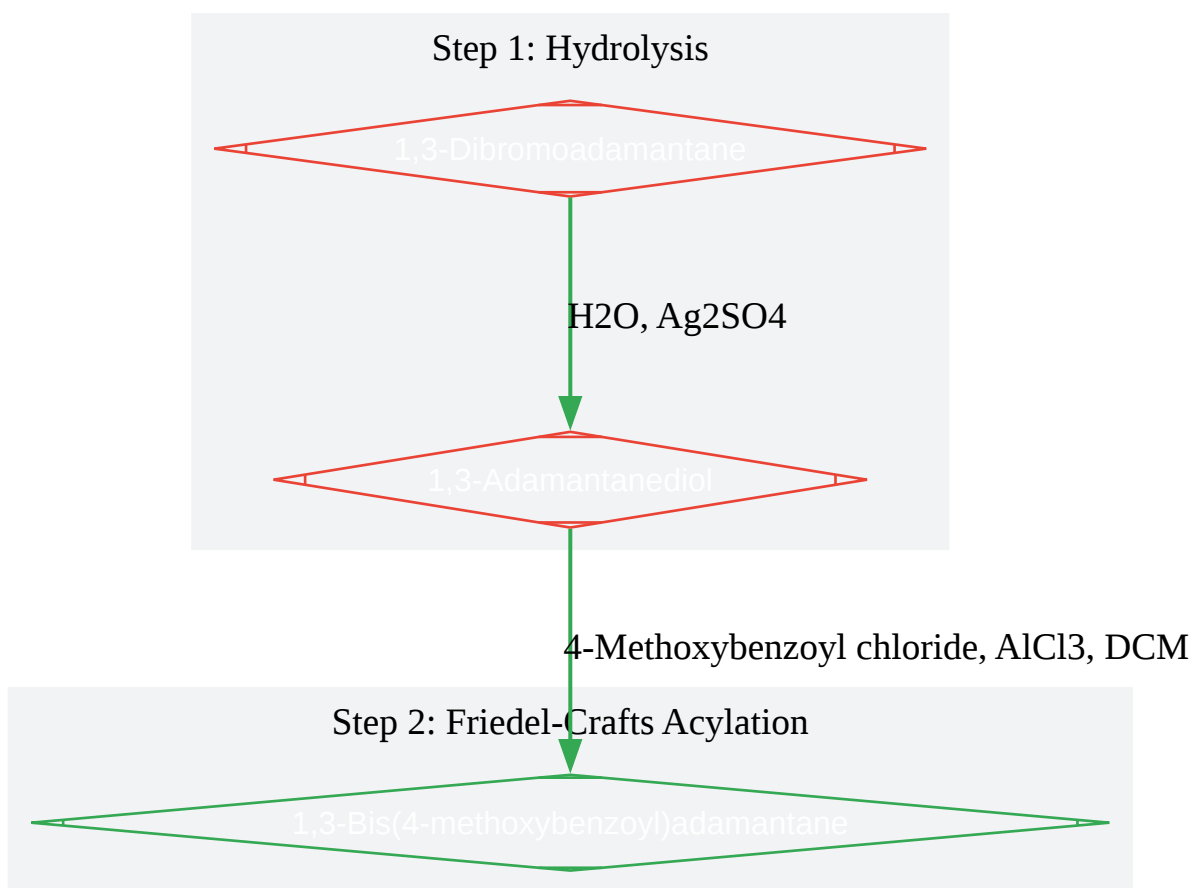 Step 1: Hydrolysis
1,3-Dibromoadamantane
H2O, Ag2SO4
1,3-Adamantanediol
4-Methoxybenzoyl chloride, AlCl3, DCM
Step 2: Friedel-Crafts Acylation
1,3-Bis(4-methoxybenzoyl)adamantane